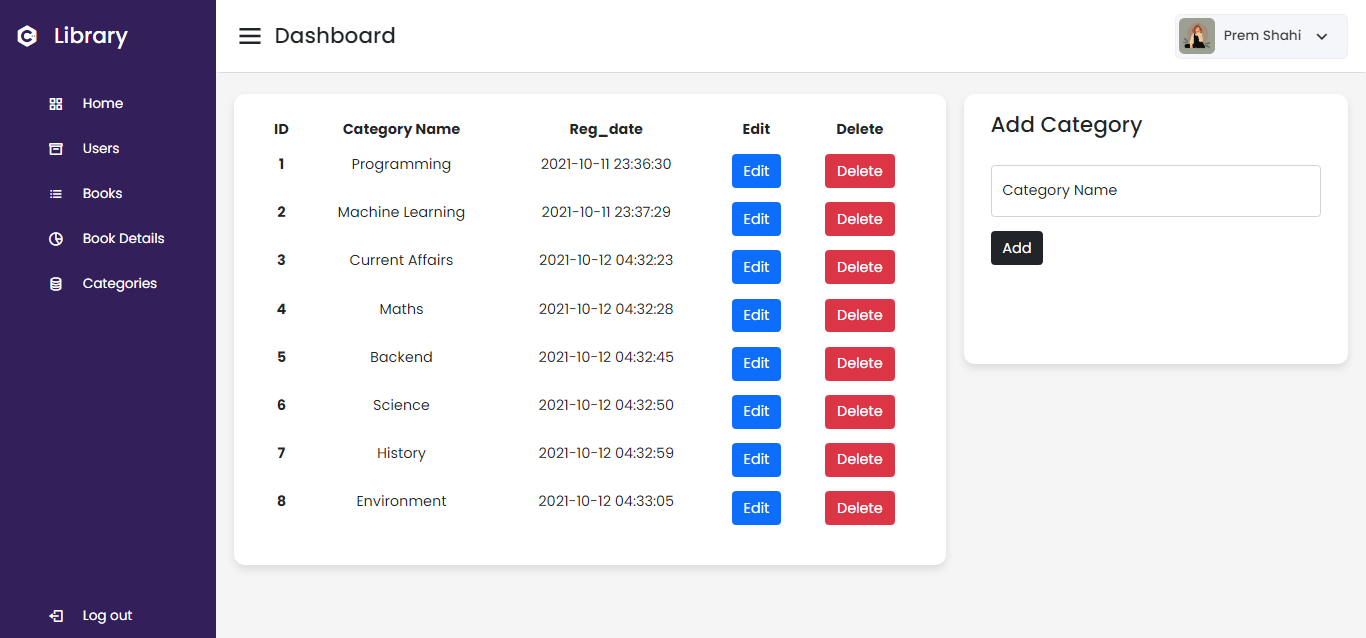 Library
Home
Users
Books
Book Details
Categories
Log out
Dashboard
Prem Shahi
ID Category Name Reg_date Edit Delete
1 Programming 2021-10-11 23:36:30 Edit Delete
2 Machine Learning 2021-10-11 23:37:29 Edit Delete
3 Current Affairs 2021-10-12 04:32:23 Edit Delete
4 Maths 2021-10-12 04:32:28 Edit Delete
5 Backend 2021-10-12 04:32:45 Edit Delete
6 Science 2021-10-12 04:32:50 Edit Delete
7 History 2021-10-12 04:32:59 Edit Delete
8 Environment 2021-10-12 04:33:05 Edit Delete
Add Category
Category Name
Add